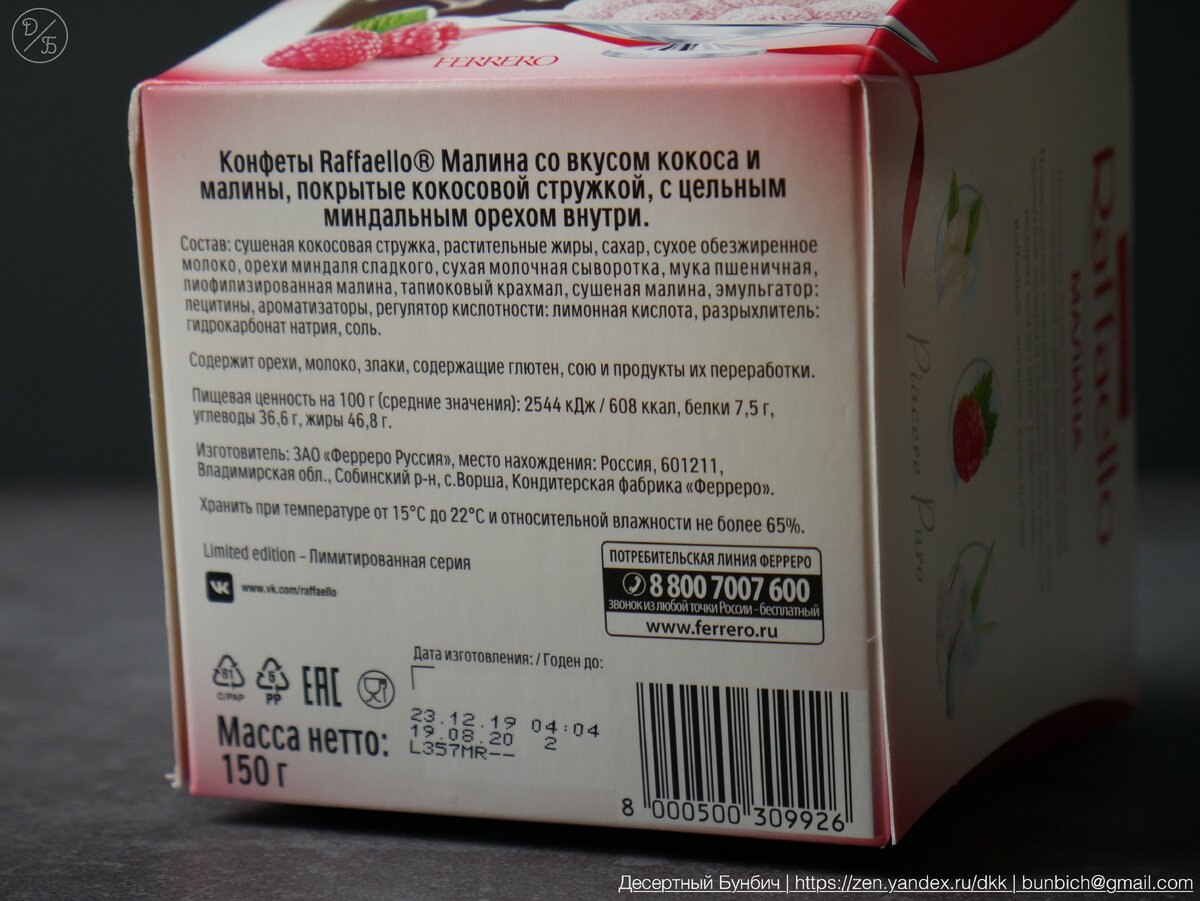 Д/Б
FERRERO
Конфеты Raffaello® Малина со вкусом кокоса и
малины, покрытые кокосовой стружкой, с цельным
миндальным орехом внутри.
Состав: сушеная кокосовая стружка, растительные жиры, сахар, сухое обезжиренное
молоко, орехи миндаля сладкого, сухая молочная сыворотка, мука пшеничная,
лиофилизированная малина, тапиоковый крахмал, сушеная малина, эмульгатор:
лецитины, ароматизаторы, регулятор кислотности: лимонная кислота, разрыхлитель:
гидрокарбонат натрия, соль.
Содержит орехи, молоко, злаки, содержащие глютен, сою и продукты их переработки.
Пищевая ценность на 100 г (средние значения): 2544 кДж / 608 ккал, белки 7,5 г,
углеводы 36,6 г, жиры 46,8 г.
Изготовитель: ЗАО «Ферреро Руссия», место нахождения: Россия, 601211,
Владимирская обл., Собинский р-н, с.Ворша, Кондитерская фабрика «Ферреро».
Хранить при температуре от 15°C до 22°C и относительной влажности не более 65%.
Limited edition - Лимитированная серия
www.vk.com/raffaello
ПОТРЕБИТЕЛЬСКАЯ ЛИНИЯ ФЕРРЕРО
8 800 7007 600
звонок из любой точки России - бесплатный
www.ferrero.ru
81
C/PAP
5
PP
EAC
Дата изготовления: / Годен до:
23.12.19 04:04
19.08.20 2
L357MR--
Масса нетто:
150 г
8 000500 309926
Raffaello
МАЛИНА
Piacere Puro
Десертный Бунбич | https://zen.yandex.ru/dkk | bunbich@gmail.com